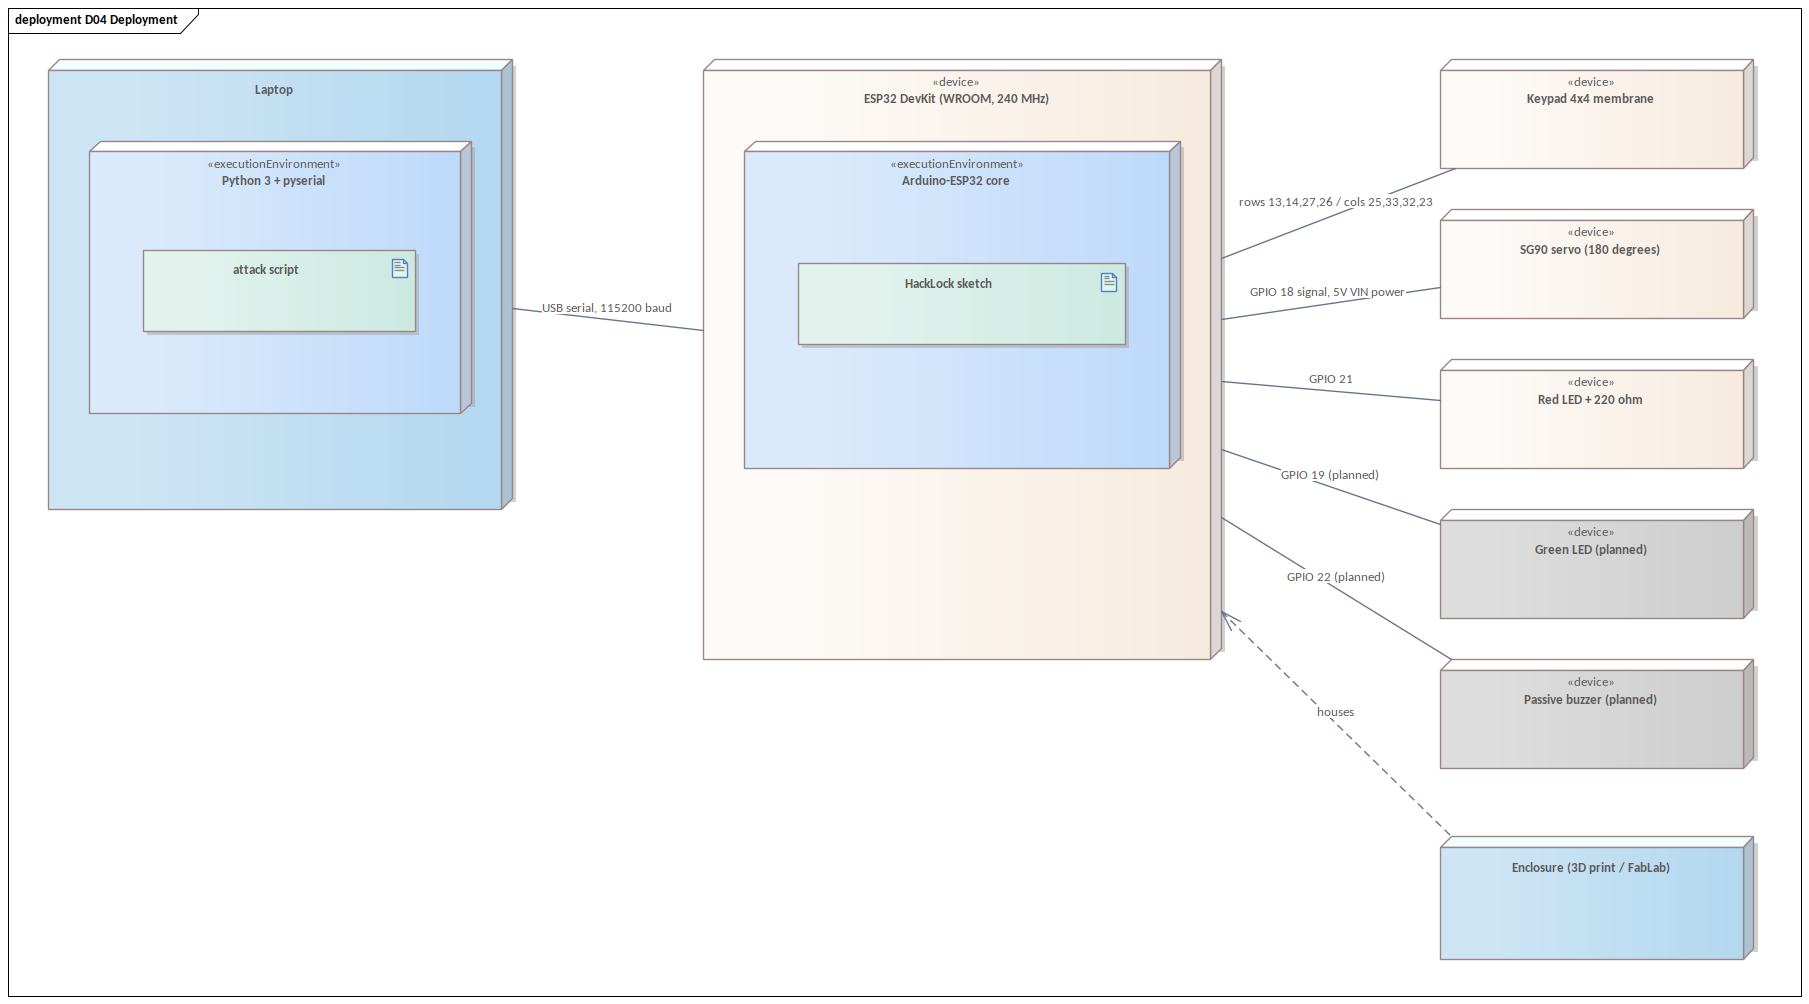 deployment D04 Deployment
Laptop
«executionEnvironment»
Python 3 + pyserial
attack script
USB serial, 115200 baud
«device»
ESP32 DevKit (WROOM, 240 MHz)
«executionEnvironment»
Arduino-ESP32 core
HackLock sketch
rows 13,14,27,26 / cols 25,33,32,23
GPIO 18 signal, 5V VIN power
GPIO 21
GPIO 19 (planned)
GPIO 22 (planned)
houses
«device»
Keypad 4x4 membrane
«device»
SG90 servo (180 degrees)
«device»
Red LED + 220 ohm
«device»
Green LED (planned)
«device»
Passive buzzer (planned)
Enclosure (3D print / FabLab)